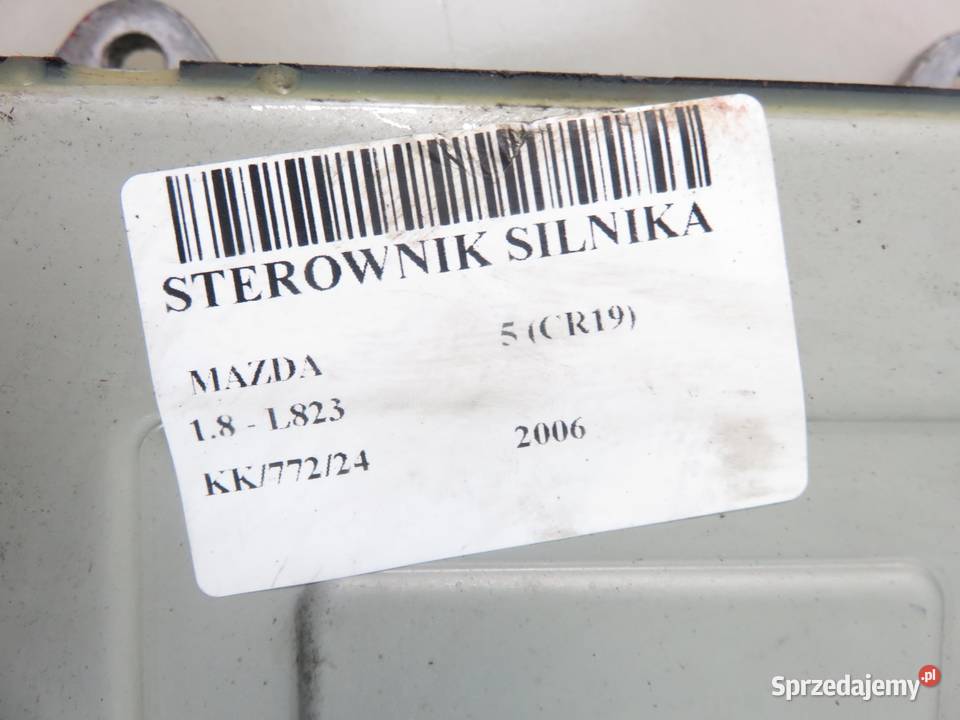 STEROWNIK SILNIKA
MAZDA 5 (CR19)
1.8 - L823
KK/772/24 2006
Sprzedajemy.pl